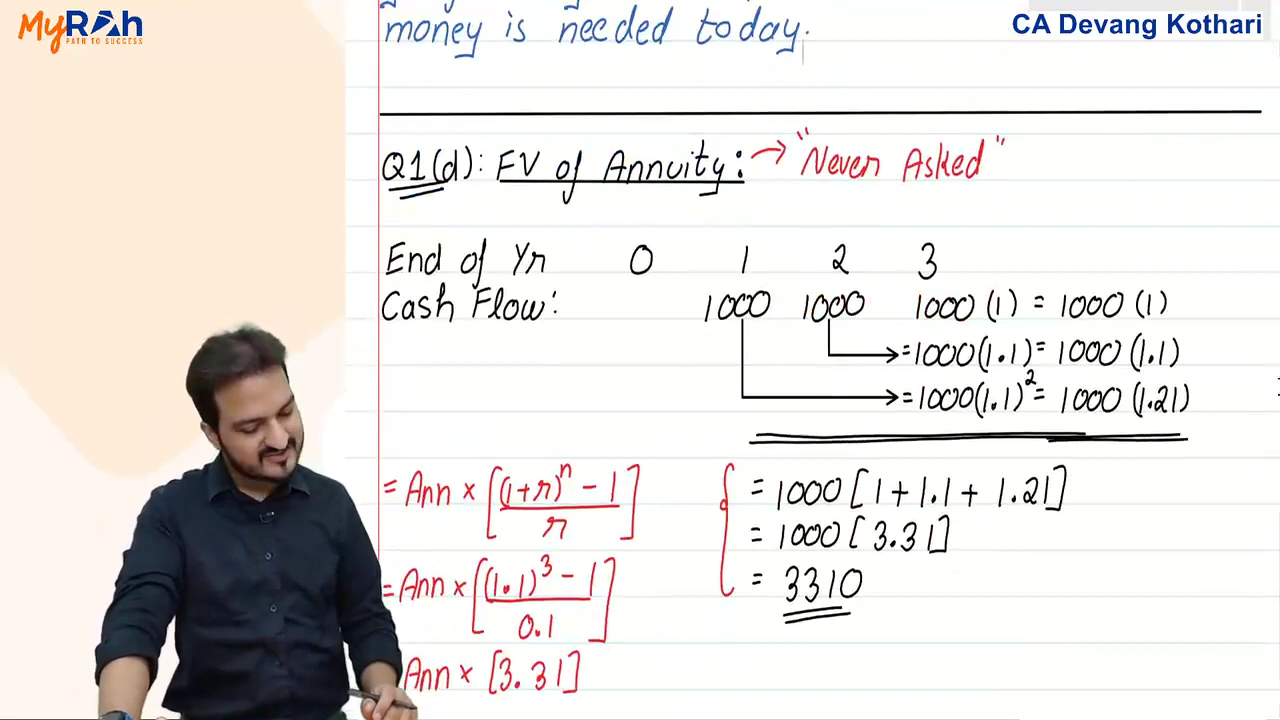 MyRAh
PATH TO SUCCESS
CA Devang Kothari
money is needed today.
Q1(d): FV of Annuity: → "Never Asked"
End of Yr 0 1 2 3
Cash Flow: 1000 1000 1000 (1) = 1000 (1)
=1000(1.1)= 1000 (1.1)
=1000(1.1)²= 1000 (1.21)
= Ann × [(1+r)ⁿ - 1 / r]
= Ann × [(1.1)³ - 1 / 0.1]
Ann × [3.31]
= 1000 [1 + 1.1 + 1.21]
= 1000 [3.31]
= 3310